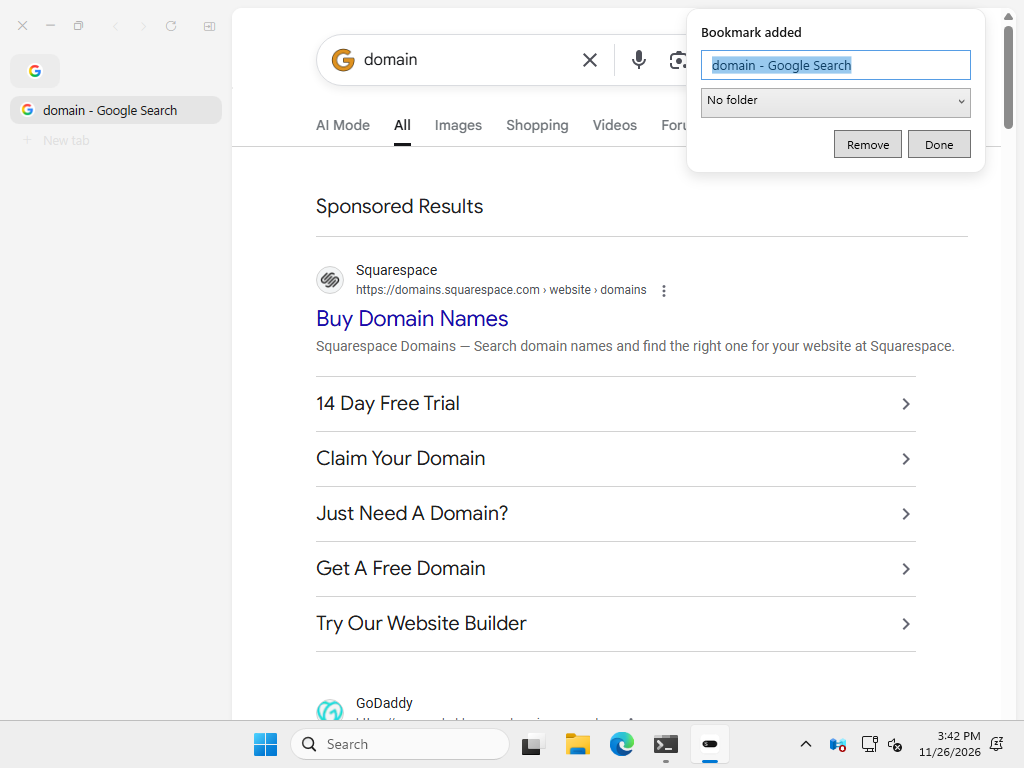 domain - Google Search
New tab
domain
AI Mode
All
Images
Shopping
Videos
Bookmark added
domain - Google Search
No folder
Remove
Done
Sponsored Results
Squarespace
https://domains.squarespace.com › website › domains
Buy Domain Names
Squarespace Domains — Search domain names and find the right one for your website at Squarespace.
14 Day Free Trial
Claim Your Domain
Just Need A Domain?
Get A Free Domain
Try Our Website Builder
GoDaddy
Search
3:42 PM
11/26/2026